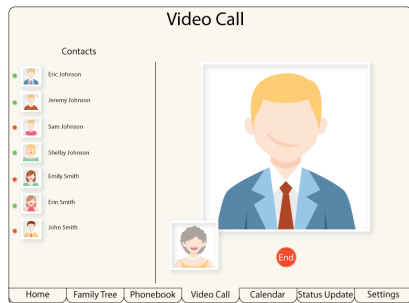 Video Call
Contacts
Eric Johnson
Jeremy Johnson
Sam Johnson
Shelby Johnson
Emily Smith
Erin Smith
John Smith
End
Home Family Tree Phonebook Video Call Calendar Status Update Settings